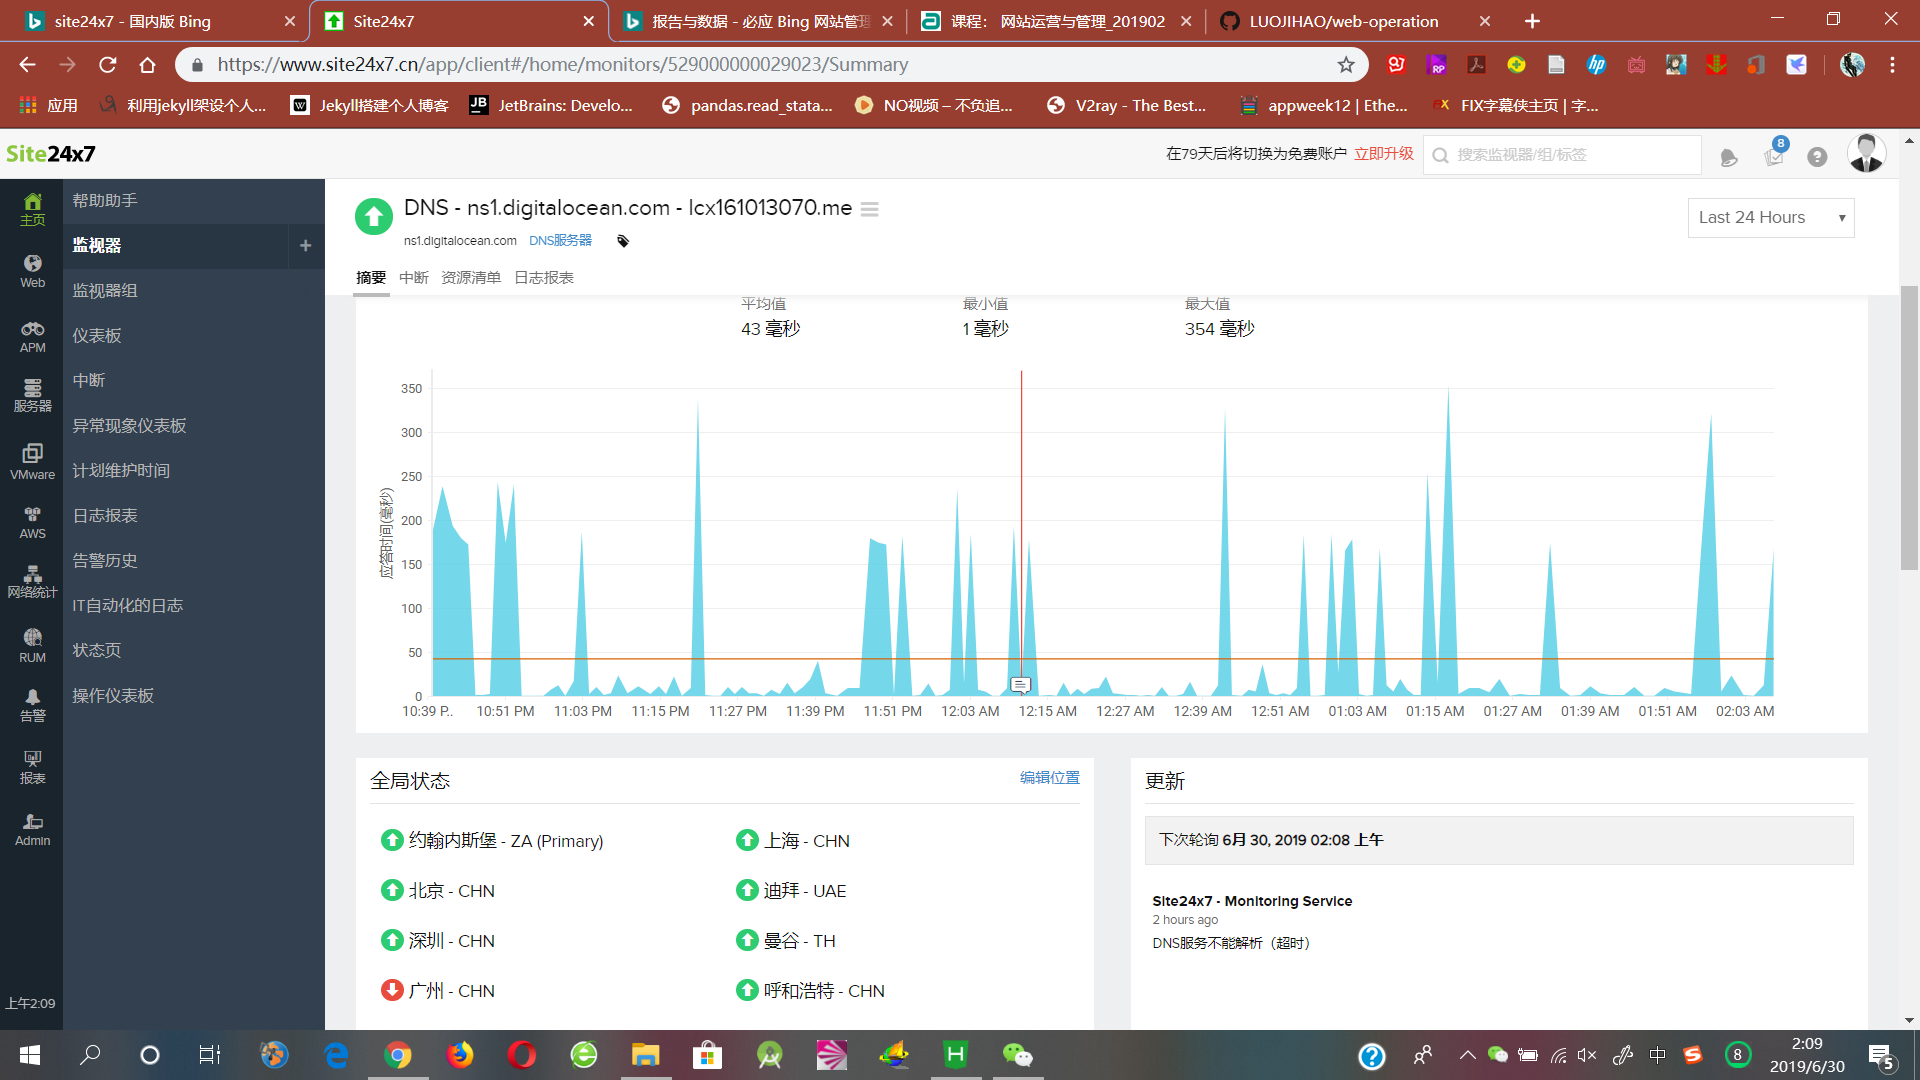 site24x7 - 国内版 Bing
Site24x7
报告与数据 - 必应 Bing 网站管理
课程： 网站运营与管理_201902
LUOJIHAO/web-operation
https://www.site24x7.cn/app/client#/home/monitors/529000000029023/Summary
应用
利用jekyll架设个人...
Jekyll搭建个人博客
JetBrains: Develo...
pandas.read_stata...
NO视频 – 不负追...
V2ray - The Best...
appweek12 | Ethe...
FIX字幕侠主页 | 字...
Site24x7
在79天后将切换为免费账户 立即升级
搜索监视器/组/标签
8
主页
Web
APM
服务器
VMware
AWS
网络统计
RUM
告警
报表
Admin
上午2:09
帮助助手
监视器
+
监视器组
仪表板
中断
异常现象仪表板
计划维护时间
日志报表
告警历史
IT自动化的日志
状态页
操作仪表板
DNS - ns1.digitalocean.com - lcx161013070.me
ns1.digitalocean.com DNS服务器
Last 24 Hours
摘要 中断 资源清单 日志报表
平均值 最小值 最大值
43 毫秒 1 毫秒 354 毫秒
应答时间(毫秒)
350
300
250
200
150
100
50
0
10:39 P.. 10:51 PM 11:03 PM 11:15 PM 11:27 PM 11:39 PM 11:51 PM 12:03 AM 12:15 AM 12:27 AM 12:39 AM 12:51 AM 01:03 AM 01:15 AM 01:27 AM 01:39 AM 01:51 AM 02:03 AM
全局状态
编辑位置
约翰内斯堡 - ZA (Primary)
上海 - CHN
北京 - CHN
迪拜 - UAE
深圳 - CHN
曼谷 - TH
广州 - CHN
呼和浩特 - CHN
更新
下次轮询 6月 30, 2019 02:08 上午
Site24x7 - Monitoring Service
2 hours ago
DNS服务不能解析（超时）
中
8
2:09
2019/6/30
5